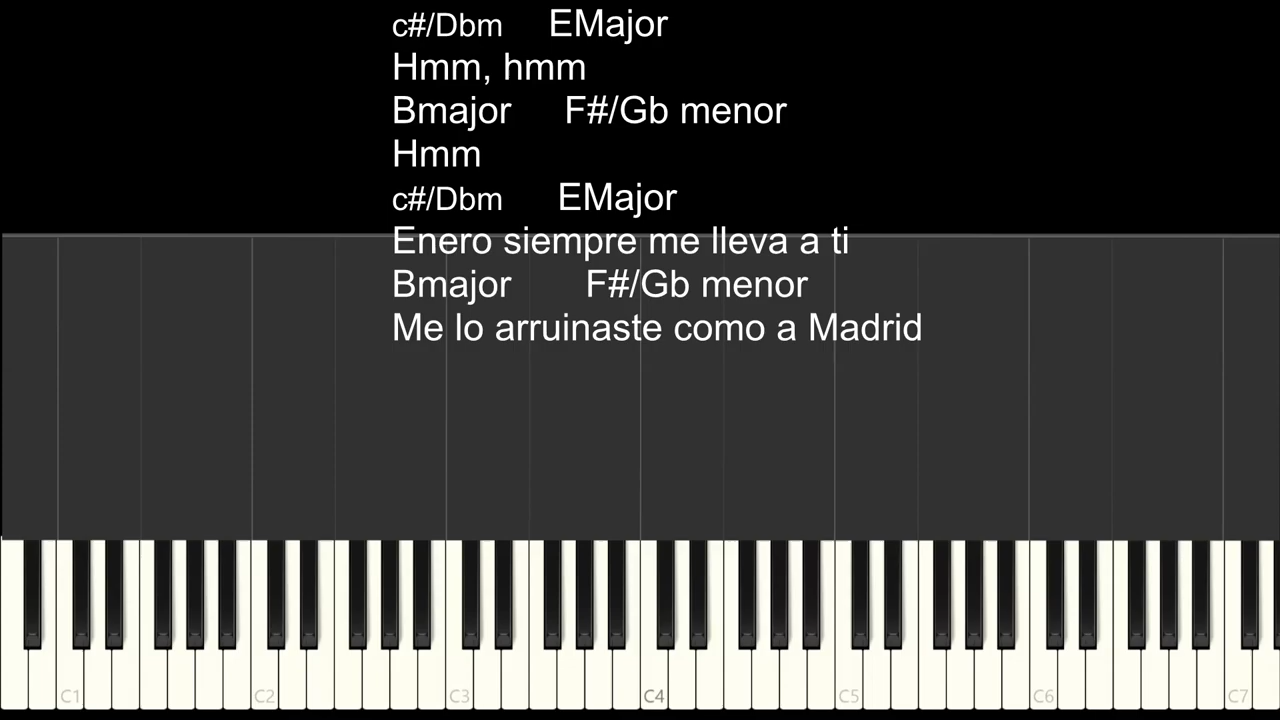 c#/Dbm EMajor
Hmm, hmm
Bmajor F#/Gb menor
Hmm
c#/Dbm EMajor
Enero siempre me lleva a ti
Bmajor F#/Gb menor
Me lo arruinaste como a Madrid
C1 C2 C3 C4 C5 C6 C7